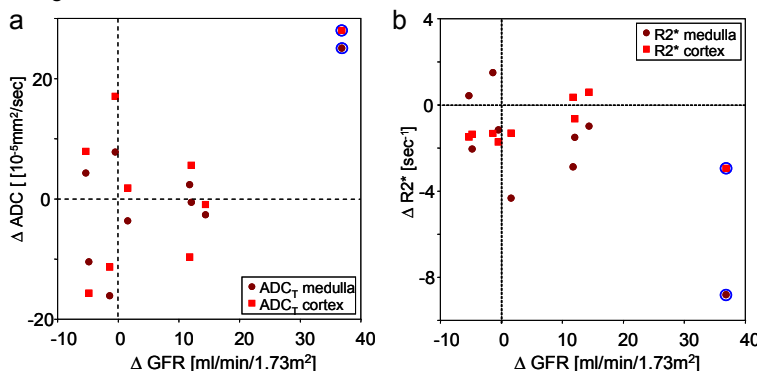 a
20
0
-20
Δ ADC [ [10⁻⁵mm²/sec]
ADC_T medulla
ADC_T cortex
-10 0 10 20 30 40
Δ GFR [ml/min/1.73m²]
b
4
0
-4
-8
Δ R2* [sec⁻¹]
R2* medulla
R2* cortex
-10 0 10 20 30 40
Δ GFR [ml/min/1.73m²]